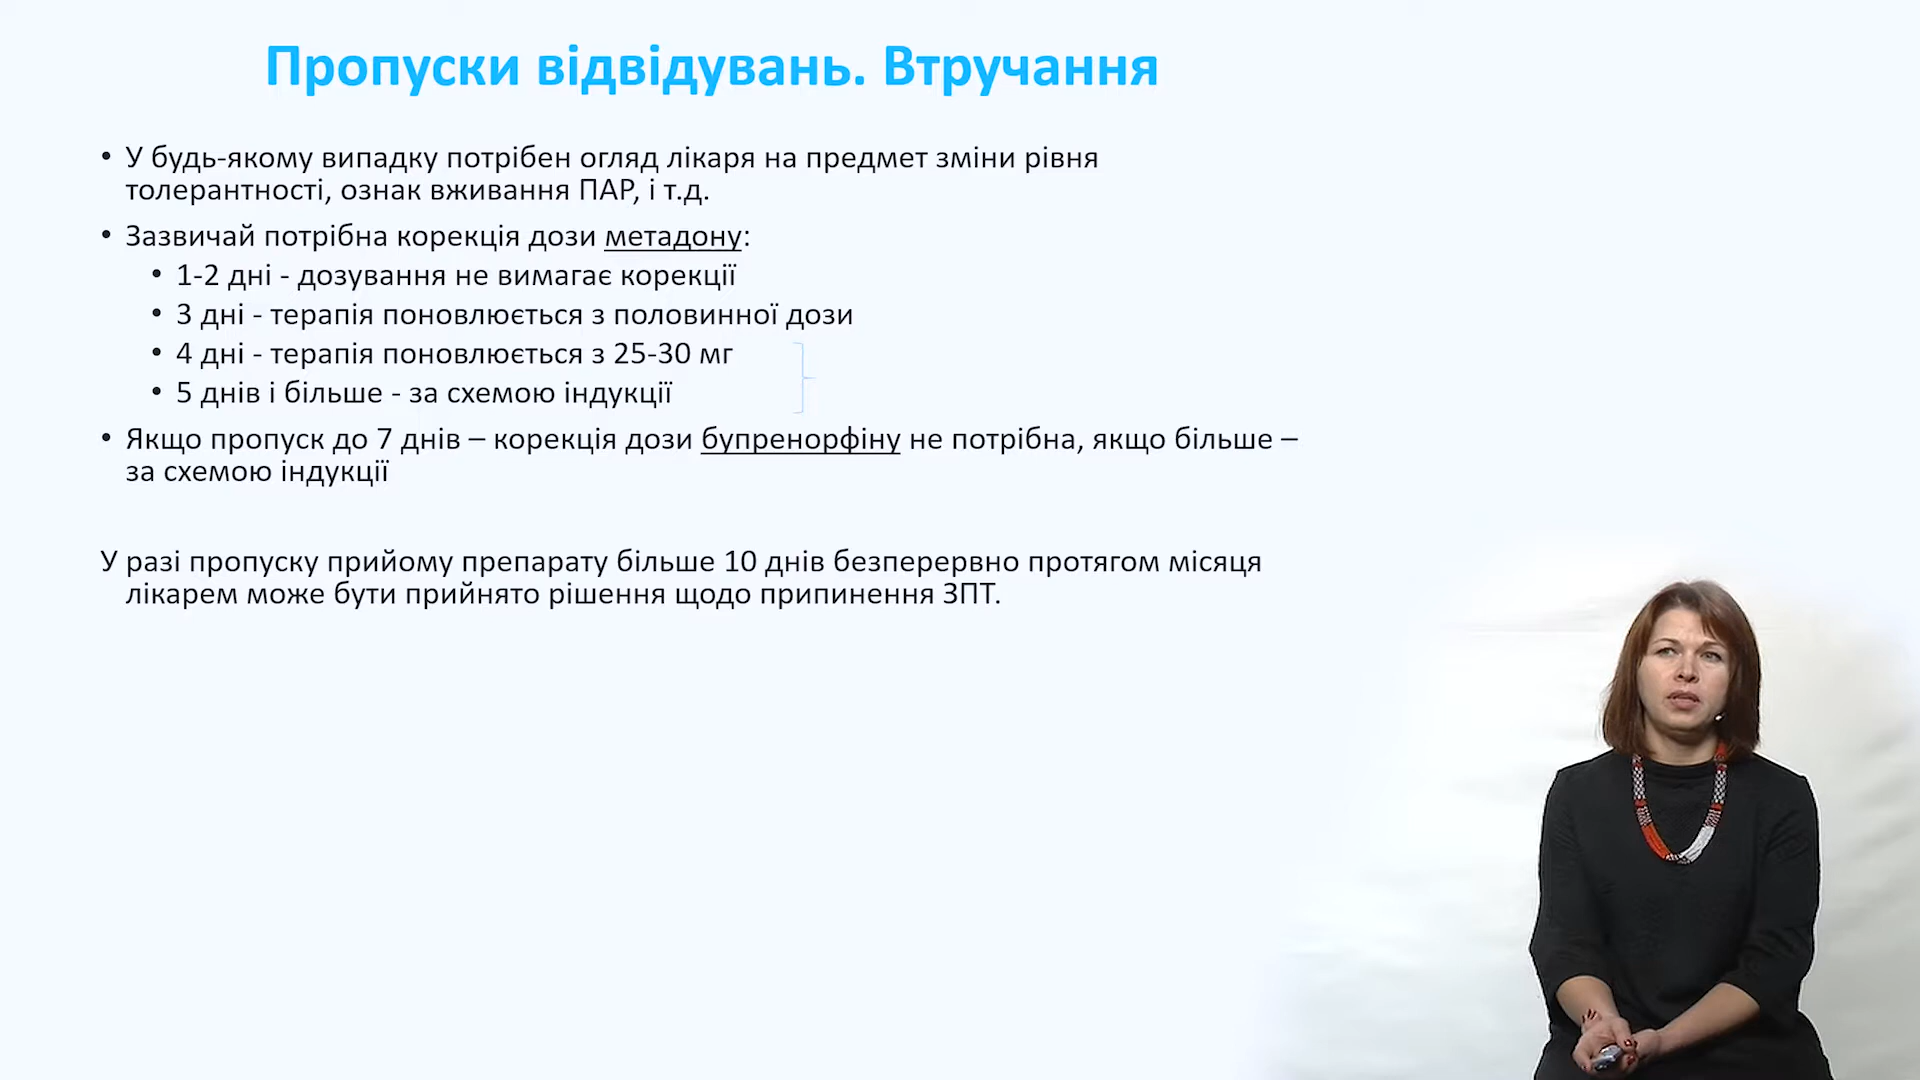 Пропуски відвідувань. Втручання
• У будь-якому випадку потрібен огляд лікаря на предмет зміни рівня
толерантності, ознак вживання ПАР, і т.д.
• Зазвичай потрібна корекція дози метадону:
• 1-2 дні - дозування не вимагає корекції
• 3 дні - терапія поновлюється з половинної дози
• 4 дні - терапія поновлюється з 25-30 мг
• 5 днів і більше - за схемою індукції
• Якщо пропуск до 7 днів – корекція дози бупренорфіну не потрібна, якщо більше –
за схемою індукції
У разі пропуску прийому препарату більше 10 днів безперервно протягом місяця
лікарем може бути прийнято рішення щодо припинення ЗПТ.